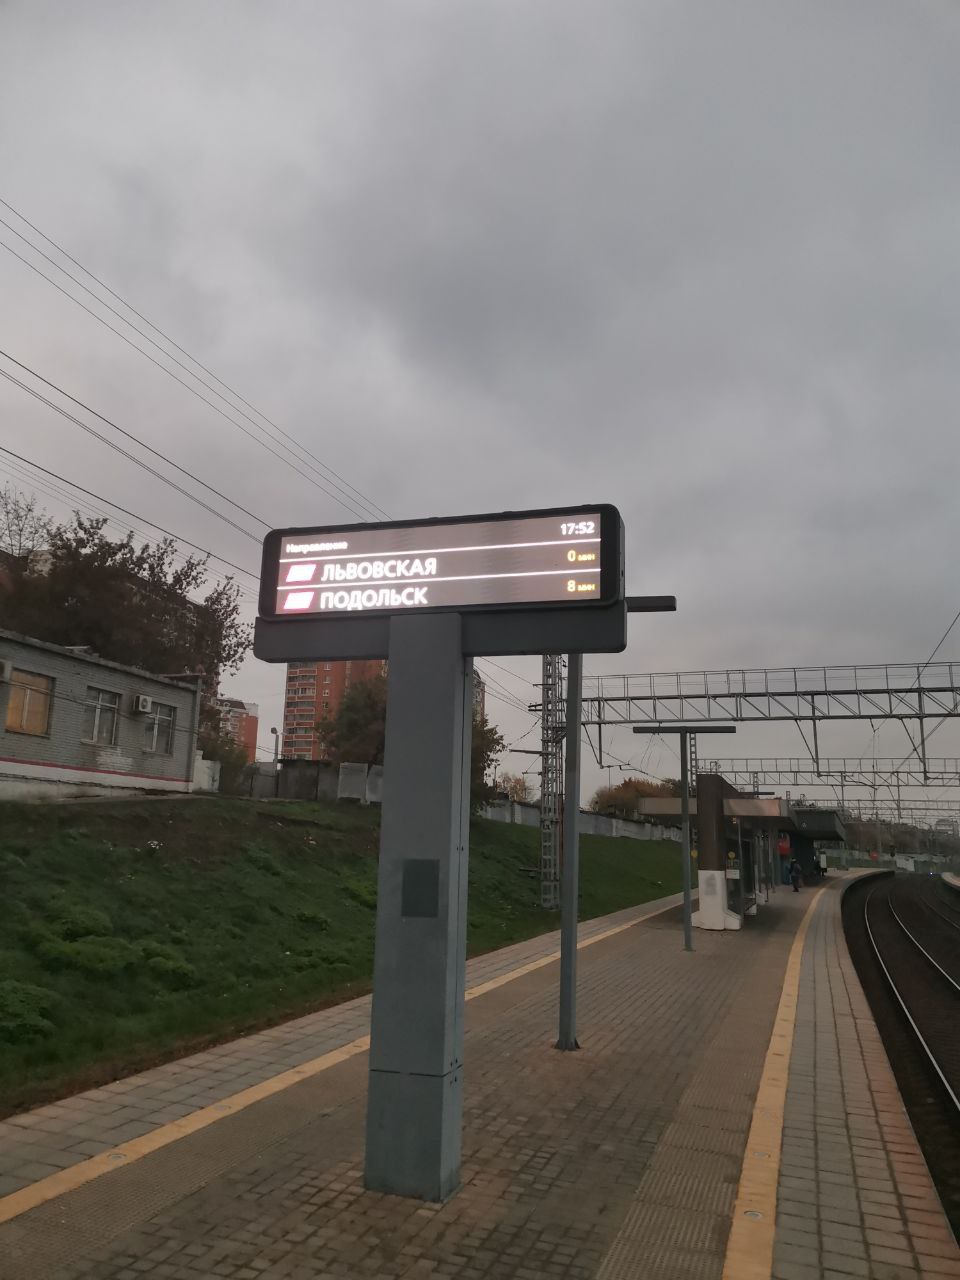 17:52
Направление
ЛЬВОВСКАЯ 0 мин
ПОДОЛЬСК 8 мин